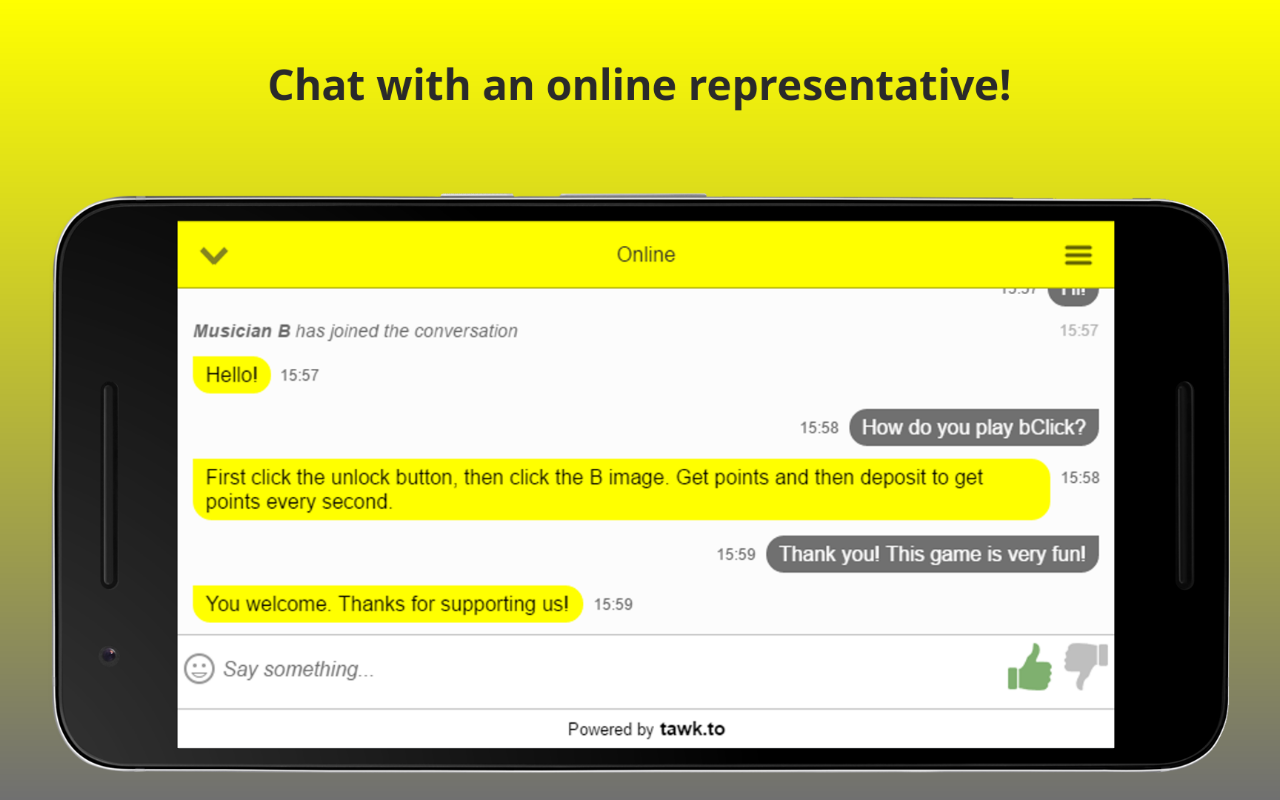 Chat with an online representative!
Online
15:57 Hi!
Musician B has joined the conversation 15:57
Hello! 15:57
15:58 How do you play bClick?
First click the unlock button, then click the B image. Get points and then deposit to get 15:58
points every second.
15:59 Thank you! This game is very fun!
You welcome. Thanks for supporting us! 15:59
Say something...
Powered by tawk.to